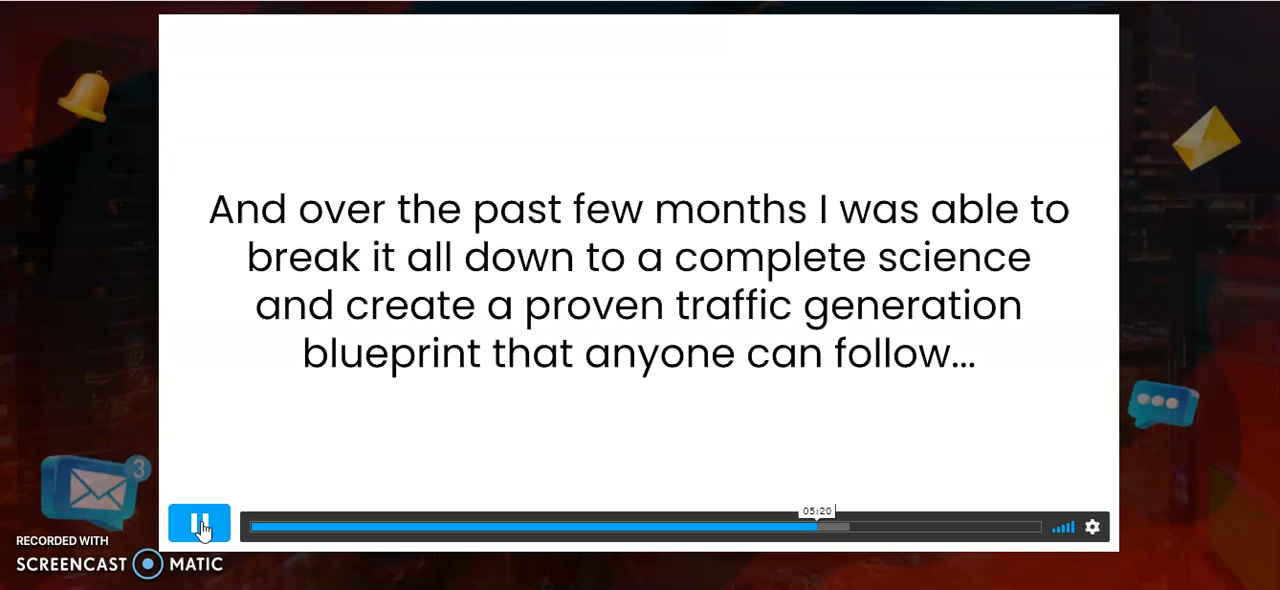 And over the past few months I was able to
break it all down to a complete science
and create a proven traffic generation
blueprint that anyone can follow...
05:20
3
RECORDED WITH
SCREENCAST MATIC